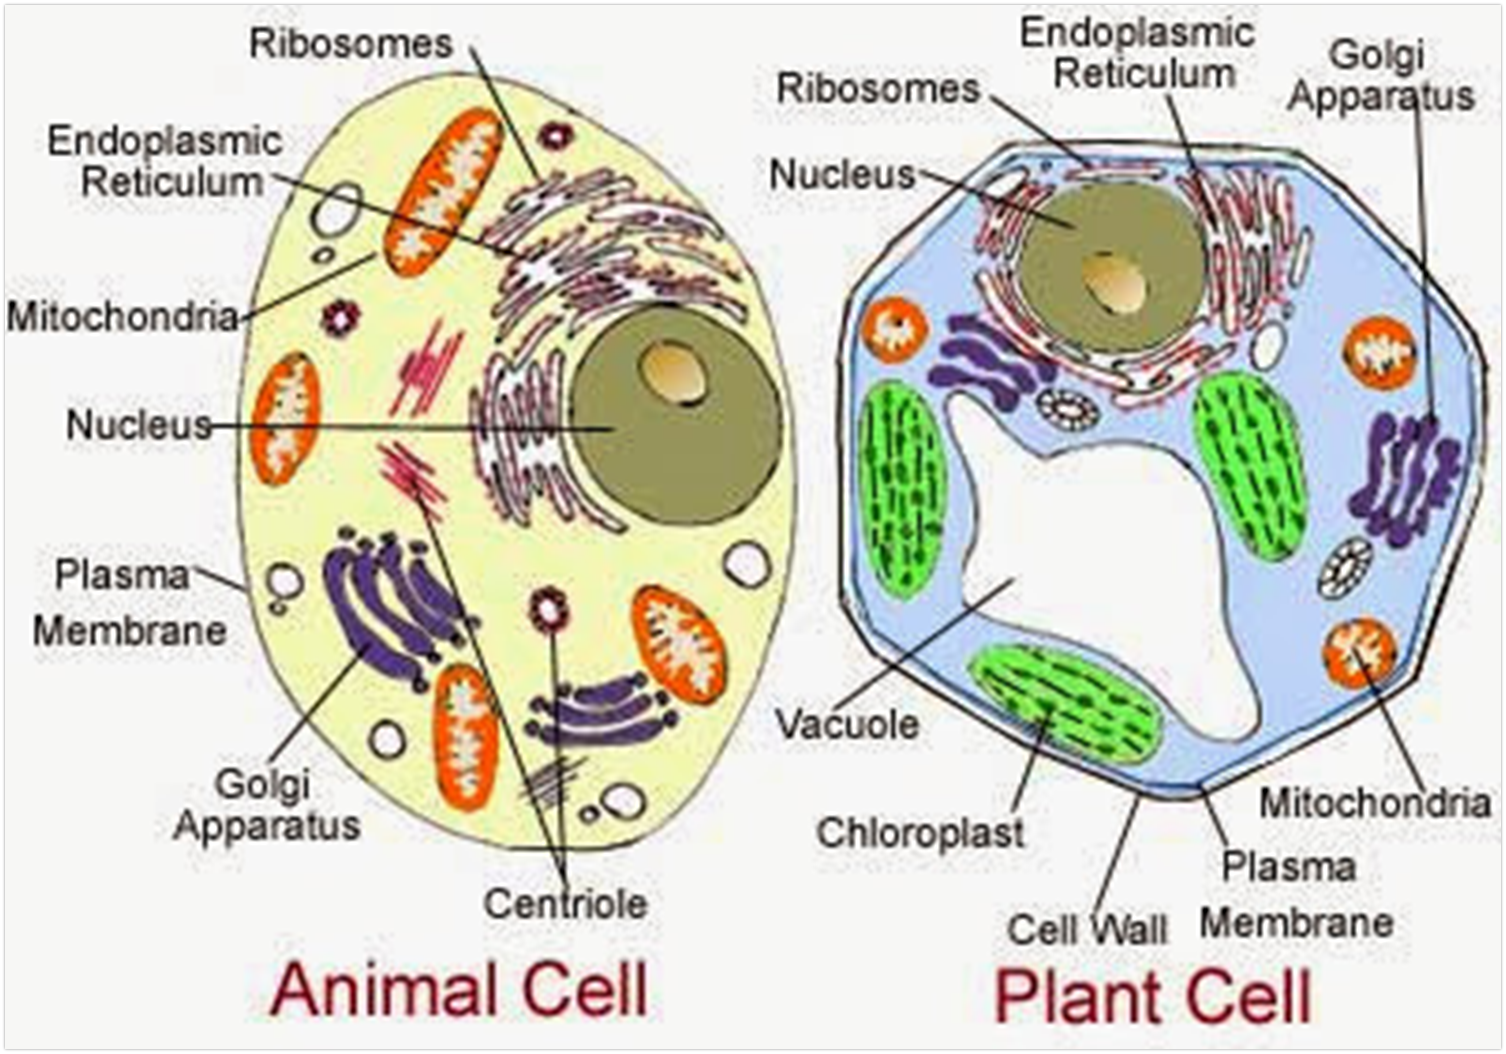 Ribosomes
Endoplasmic
Reticulum
Mitochondria
Nucleus
Plasma
Membrane
Golgi
Apparatus
Centriole
Animal Cell
Endoplasmic
Reticulum
Golgi
Apparatus
Ribosomes
Nucleus
Vacuole
Chloroplast
Mitochondria
Plasma
Membrane
Cell Wall
Plant Cell